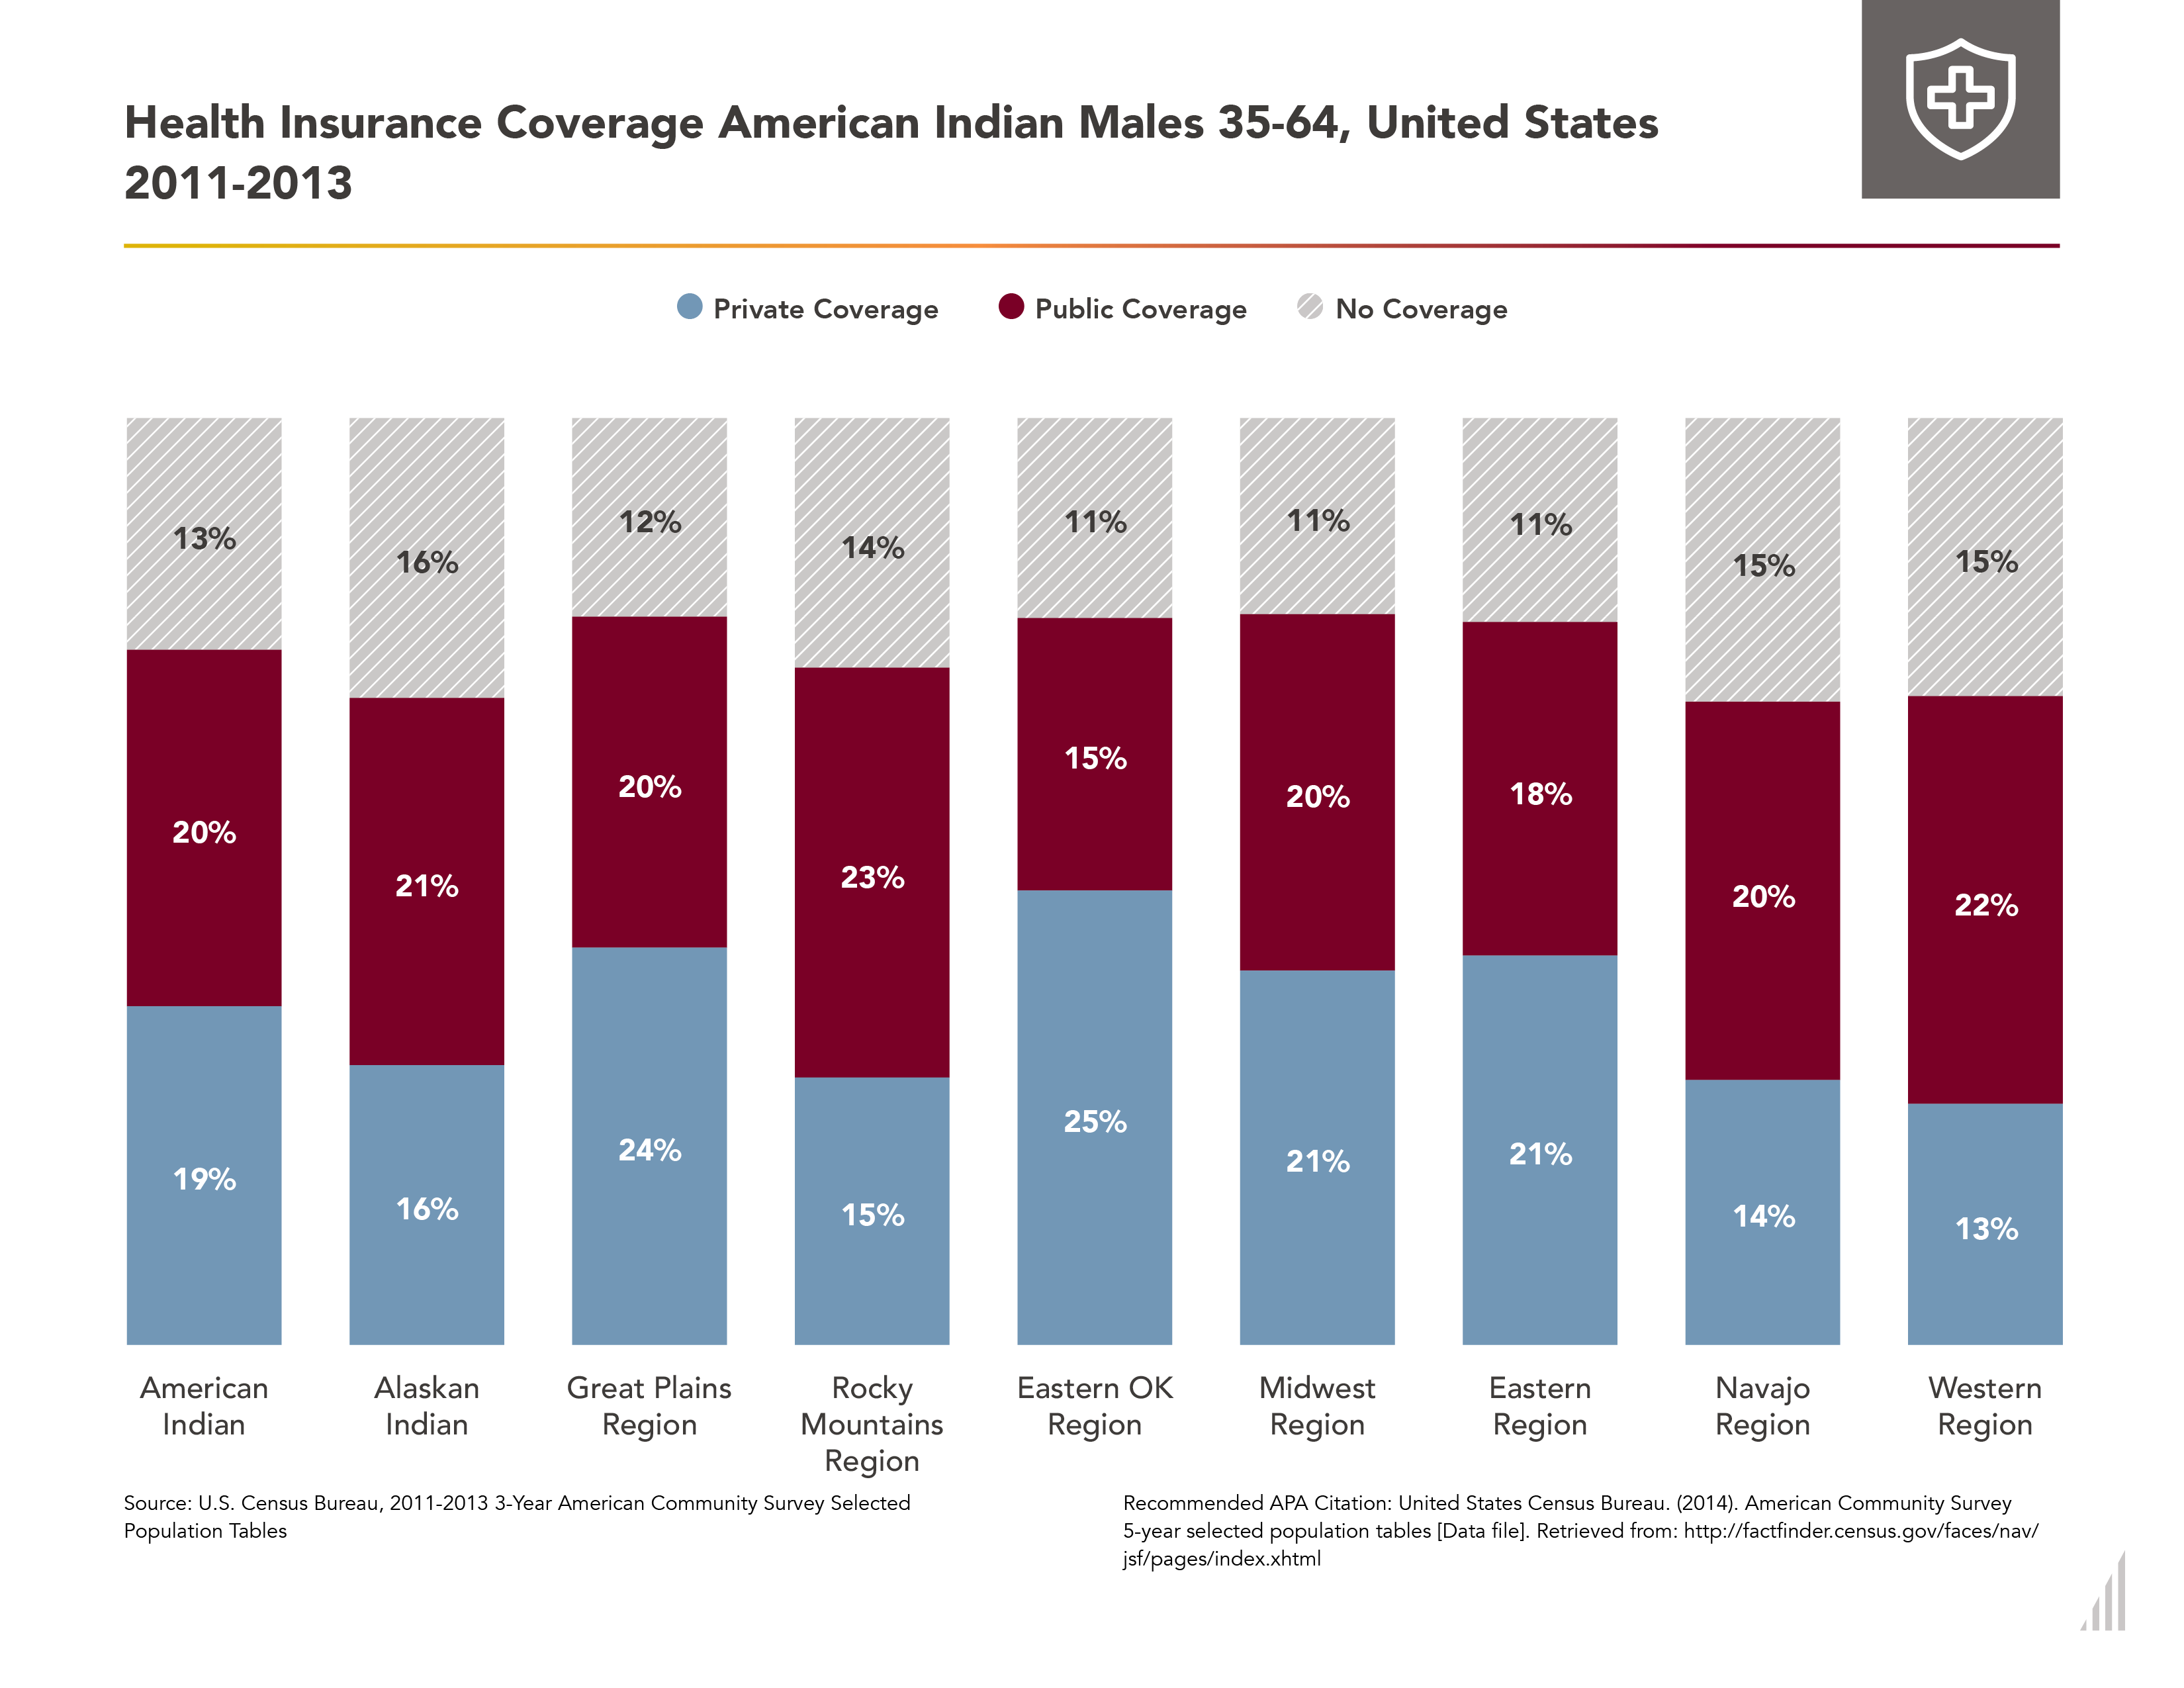 Health Insurance Coverage American Indian Males 35-64, United States
2011-2013
Private Coverage
Public Coverage
No Coverage
13%
20%
19%
16%
21%
16%
12%
20%
24%
14%
23%
15%
11%
15%
25%
11%
20%
21%
11%
18%
21%
15%
20%
14%
15%
22%
13%
American
Indian
Alaskan
Indian
Great Plains
Region
Rocky
Mountains
Region
Eastern OK
Region
Midwest
Region
Eastern
Region
Navajo
Region
Western
Region
Source: U.S. Census Bureau, 2011-2013 3-Year American Community Survey Selected
Population Tables
Recommended APA Citation: United States Census Bureau. (2014). American Community Survey
5-year selected population tables [Data file]. Retrieved from: http://factfinder.census.gov/faces/nav/
jsf/pages/index.xhtml